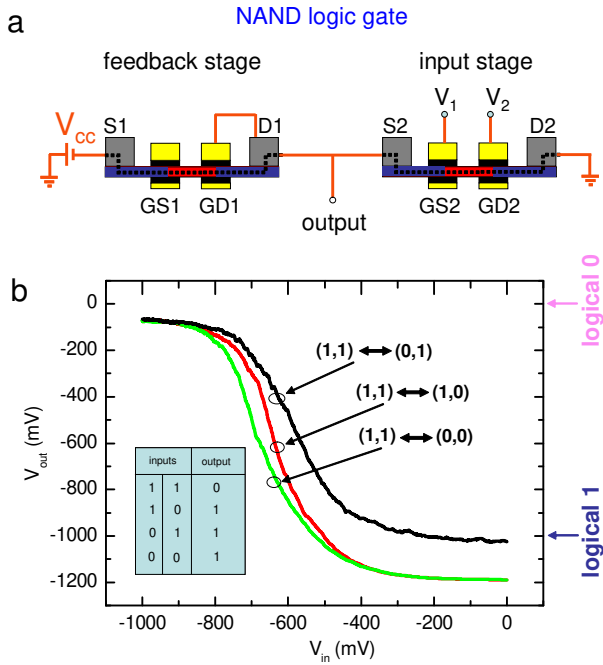 NAND logic gate
a
feedback stage
input stage
V1 V2
Vcc S1 D1 S2 D2
GS1 GD1 GS2 GD2
output
b
0
-200
-400
-600
-800
-1000
-1200
Vout (mV)
(1,1) ⬌ (0,1)
(1,1) ⬌ (1,0)
(1,1) ⬌ (0,0)
inputs output
1 1 0
1 0 1
0 1 1
0 0 1
-1000 -800 -600 -400 -200 0
Vin (mV)
logical 0
logical 1